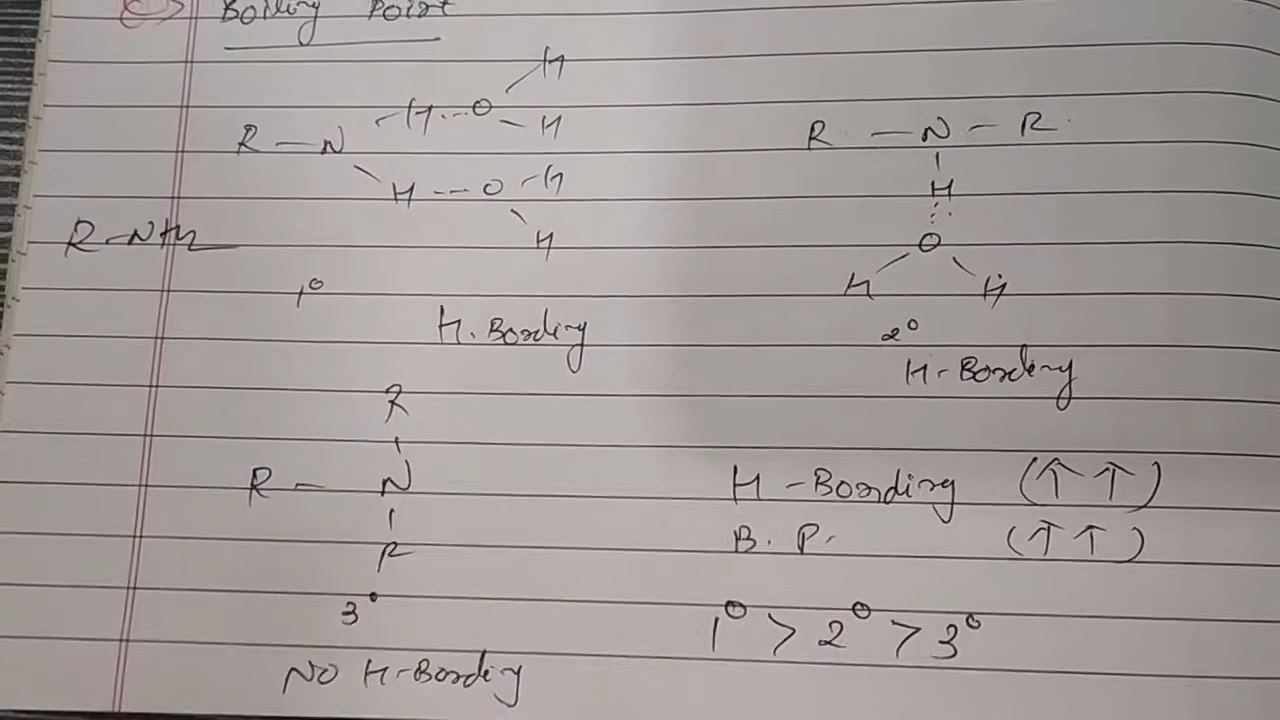 Boiling Point
H
R - N - H ... O - H
H --- O - H
H
R-NH2
1°
H. Bonding
R - N - R
H
O
H H
2°
H - Bonding
R
R - N
R
3°
NO H-Bonding
H - Bonding (↑↑)
B. P. (↑↑)
1° > 2° > 3°